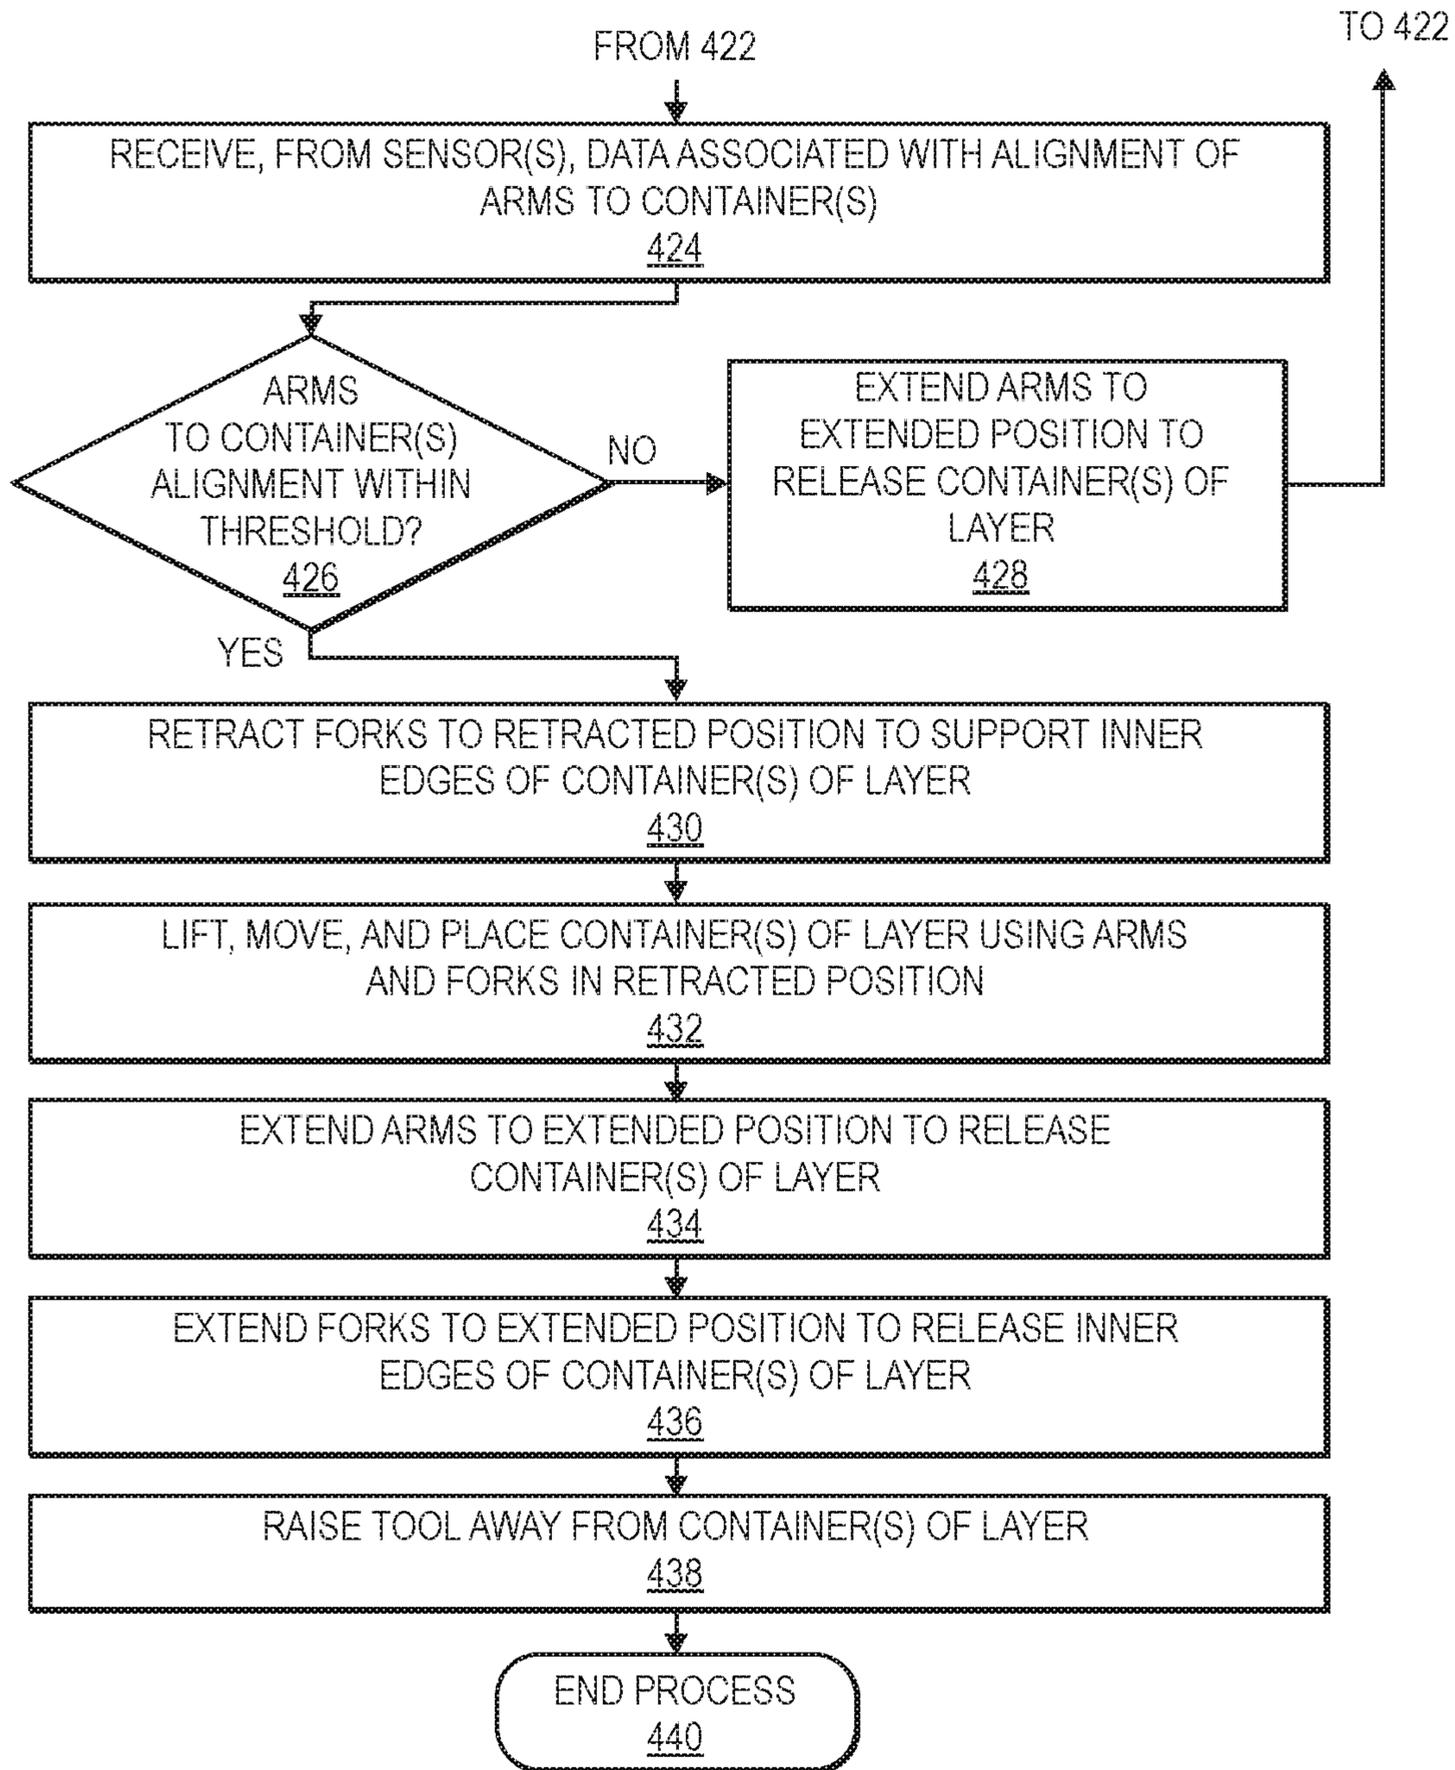 FROM 422
TO 422
RECEIVE, FROM SENSOR(S), DATA ASSOCIATED WITH ALIGNMENT OF
ARMS TO CONTAINER(S)
424
ARMS
TO CONTAINER(S)
ALIGNMENT WITHIN
THRESHOLD?
426
NO
EXTEND ARMS TO
EXTENDED POSITION TO
RELEASE CONTAINER(S) OF
LAYER
428
YES
RETRACT FORKS TO RETRACTED POSITION TO SUPPORT INNER
EDGES OF CONTAINER(S) OF LAYER
430
LIFT, MOVE, AND PLACE CONTAINER(S) OF LAYER USING ARMS
AND FORKS IN RETRACTED POSITION
432
EXTEND ARMS TO EXTENDED POSITION TO RELEASE
CONTAINER(S) OF LAYER
434
EXTEND FORKS TO EXTENDED POSITION TO RELEASE INNER
EDGES OF CONTAINER(S) OF LAYER
436
RAISE TOOL AWAY FROM CONTAINER(S) OF LAYER
438
END PROCESS
440